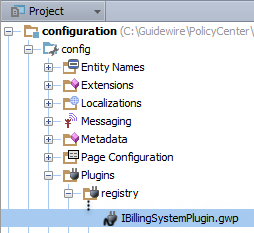 Project
configuration (C:\Guidewire\PolicyCenter\
config
Entity Names
Extensions
Localizations
Messaging
Metadata
Page Configuration
Plugins
registry
IBillingSystemPlugin.gwp